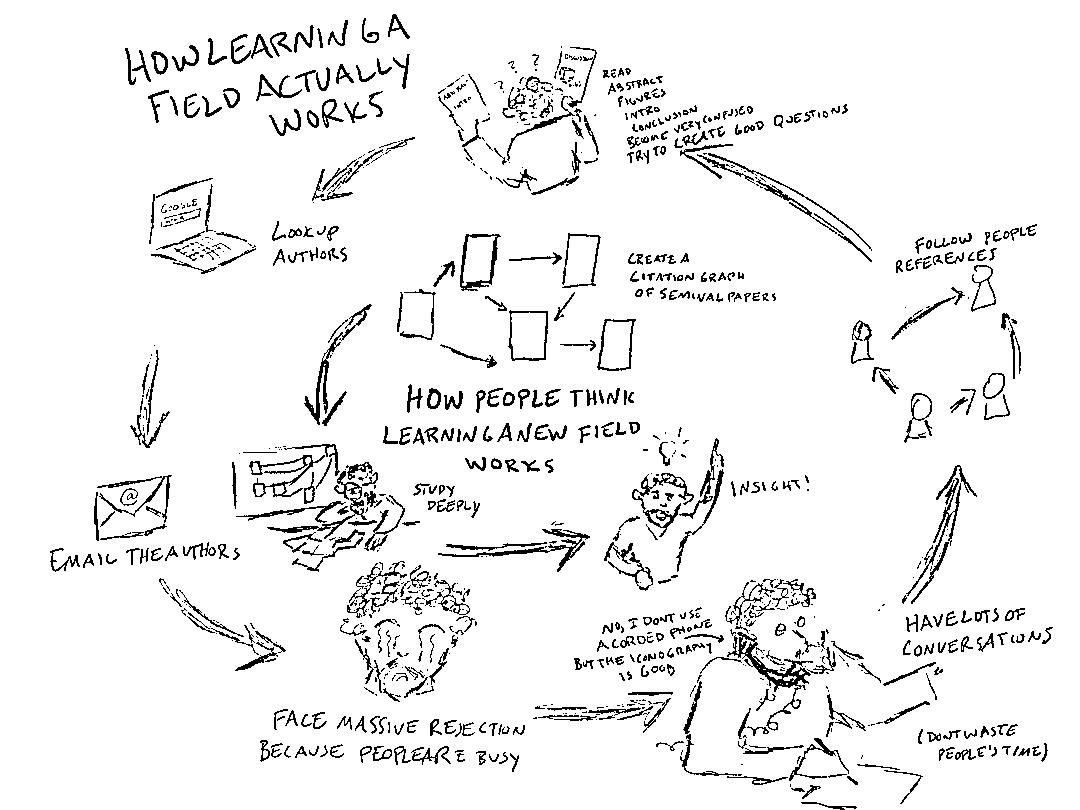 HOW LEARNING A
FIELD ACTUALLY
WORKS
INTRO
? ? ?
READ
ABSTRACT
FIGURES
INTRO
CONCLUSION
BECOME VERY CONFUSED
TRY TO CREATE GOOD QUESTIONS
GOOGLE
LOOKUP
AUTHORS
CREATE A
CITATION GRAPH
OF SEMINAL PAPERS
FOLLOW PEOPLE
REFERENCES
HOW PEOPLE THINK
LEARNING A NEW FIELD
WORKS
STUDY
DEEPLY
INSIGHT!
@
EMAIL THE AUTHORS
FACE MASSIVE REJECTION
BECAUSE PEOPLE ARE BUSY
NO, I DONT USE
A CORDED PHONE
BUT THE ICONOGRAPHY
IS GOOD
HAVE LOTS OF
CONVERSATIONS
(DONT WASTE
PEOPLE'S TIME)